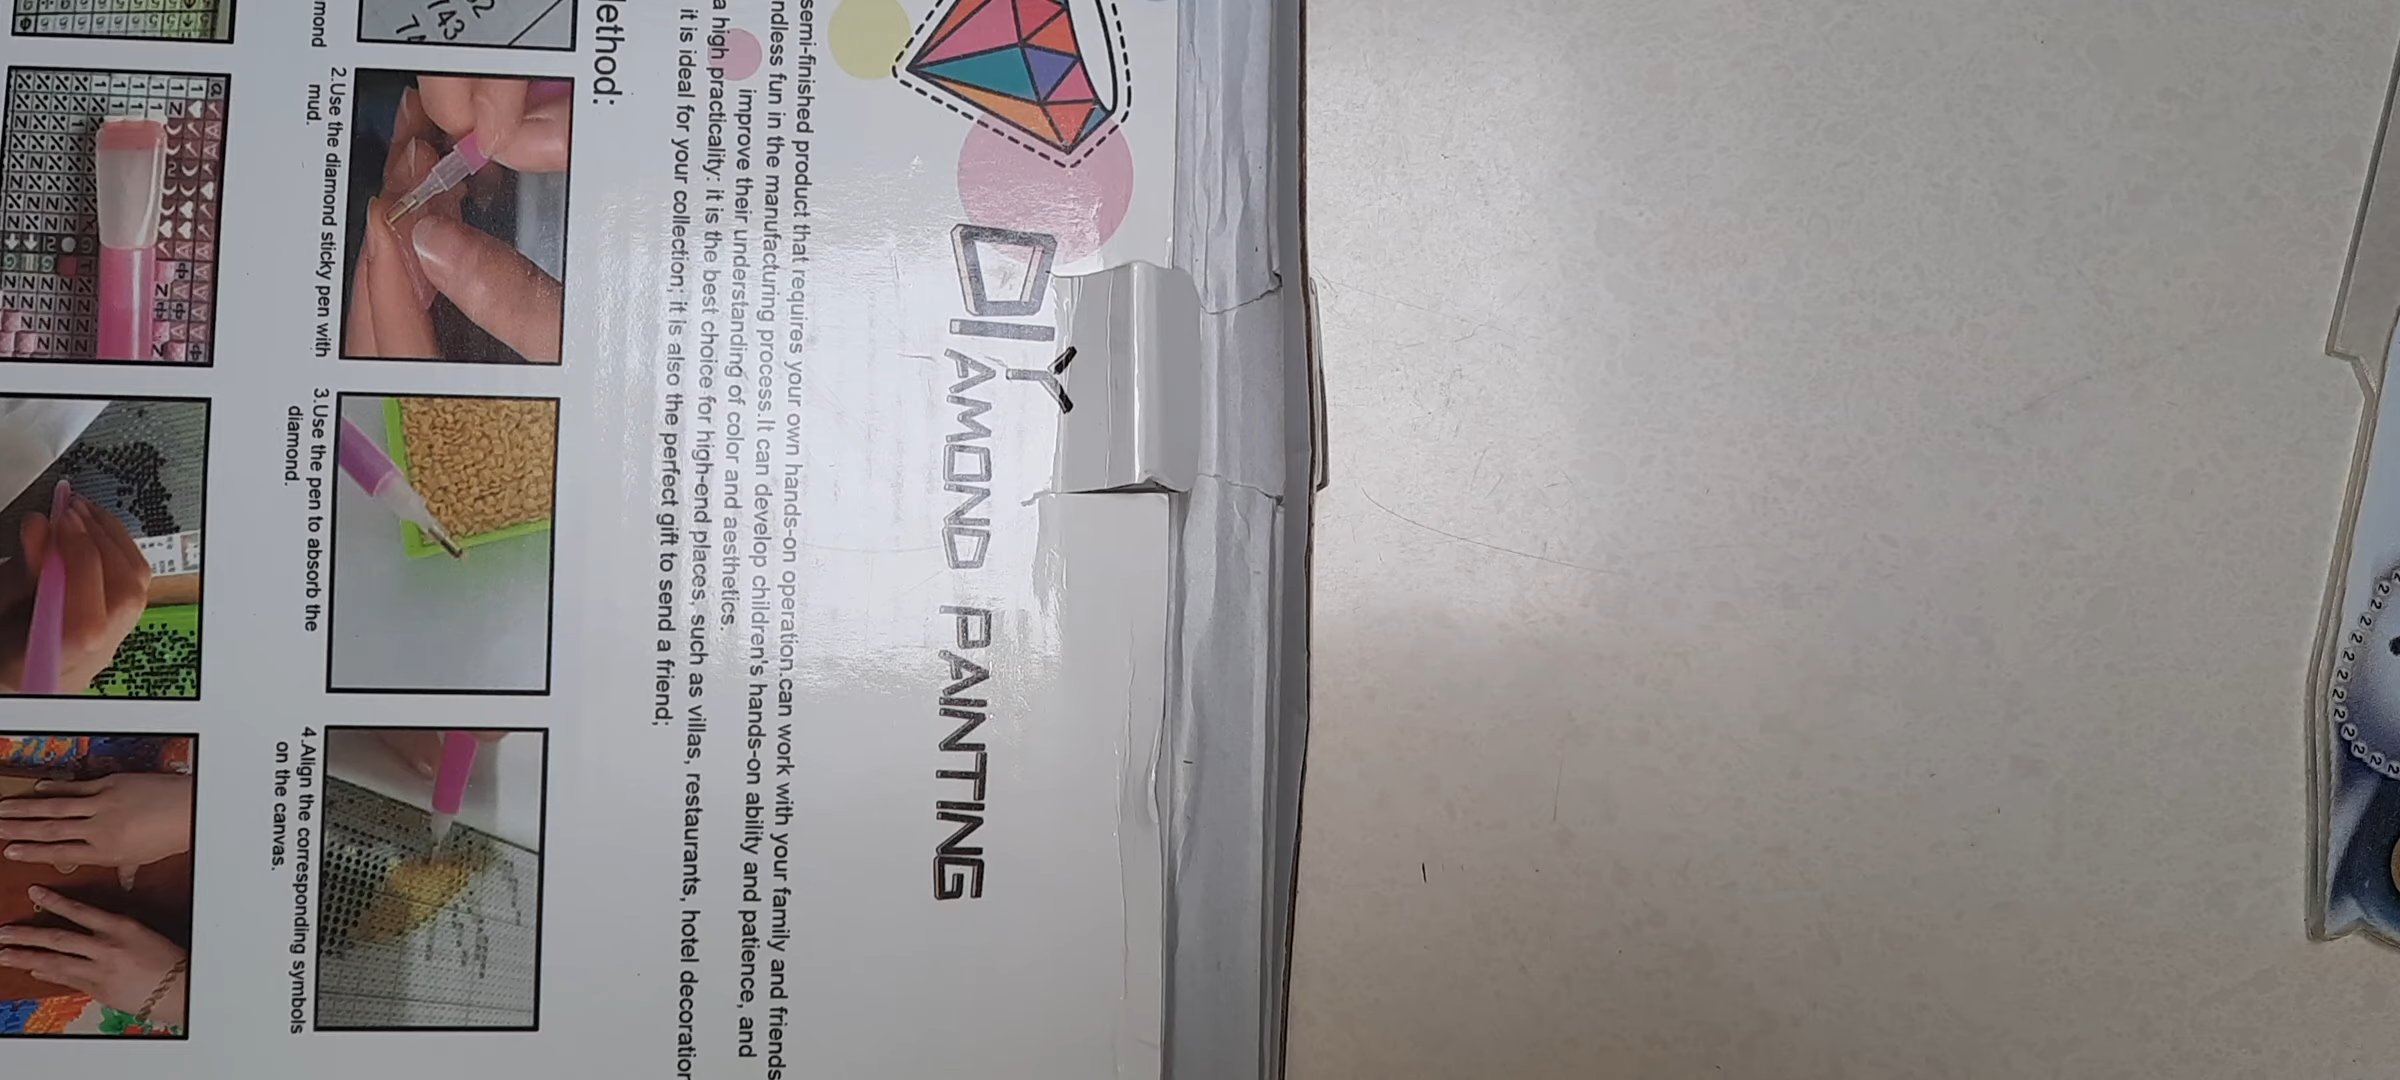 DIY
DIAMOND PAINTING
semi-finished product that requires your own hands-on operation.can work with your family and friends
ndless fun in the manufacturing process.It can develop children's hands-on ability and patience, and
improve their understanding of color and aesthetics.
a high practicality: it is the best choice for high-end places, such as villas, restaurants, hotel decoration
it is ideal for your collection; it is also the perfect gift to send a friend;
ethod:
mond
2.Use the diamond sticky pen with
mud.
3.Use the pen to absorb the
diamond.
4.Align the corresponding symbols
on the canvas.